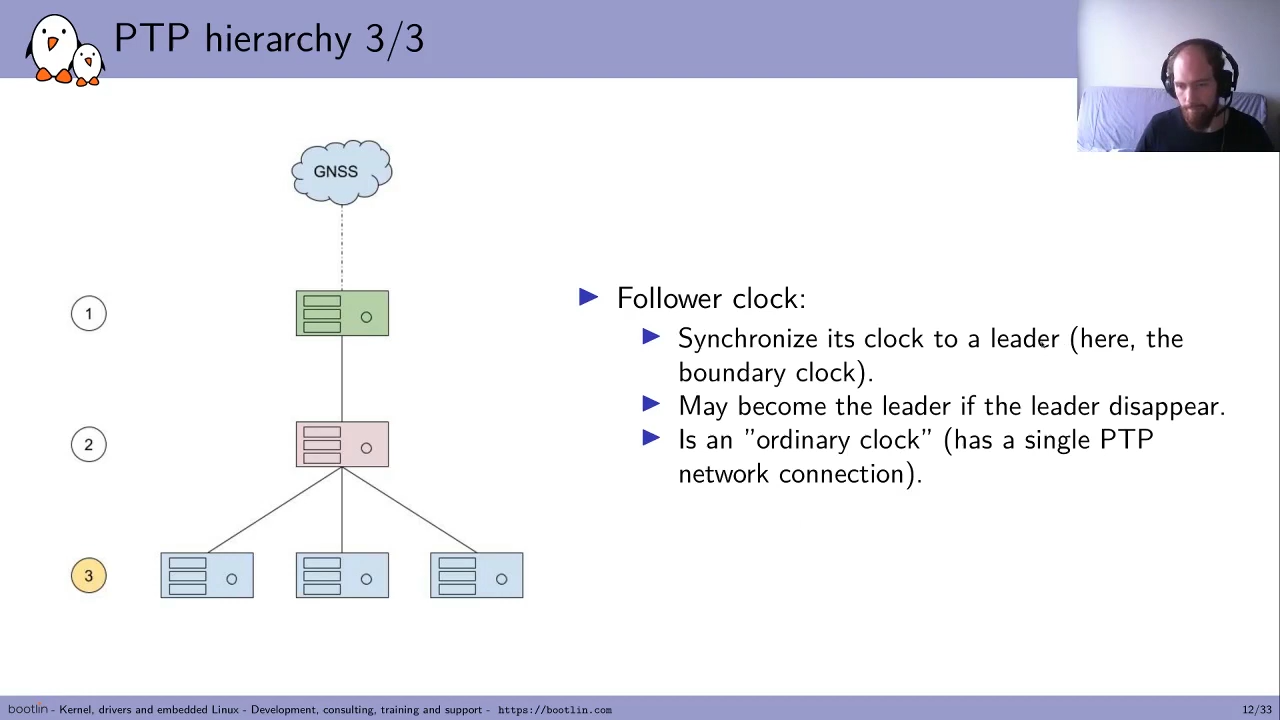 PTP hierarchy 3/3
GNSS
1
2
3
▶ Follower clock:
▶ Synchronize its clock to a leader (here, the
boundary clock).
▶ May become the leader if the leader disappear.
▶ Is an ”ordinary clock” (has a single PTP
network connection).
bootlin - Kernel, drivers and embedded Linux - Development, consulting, training and support - https://bootlin.com
12/33